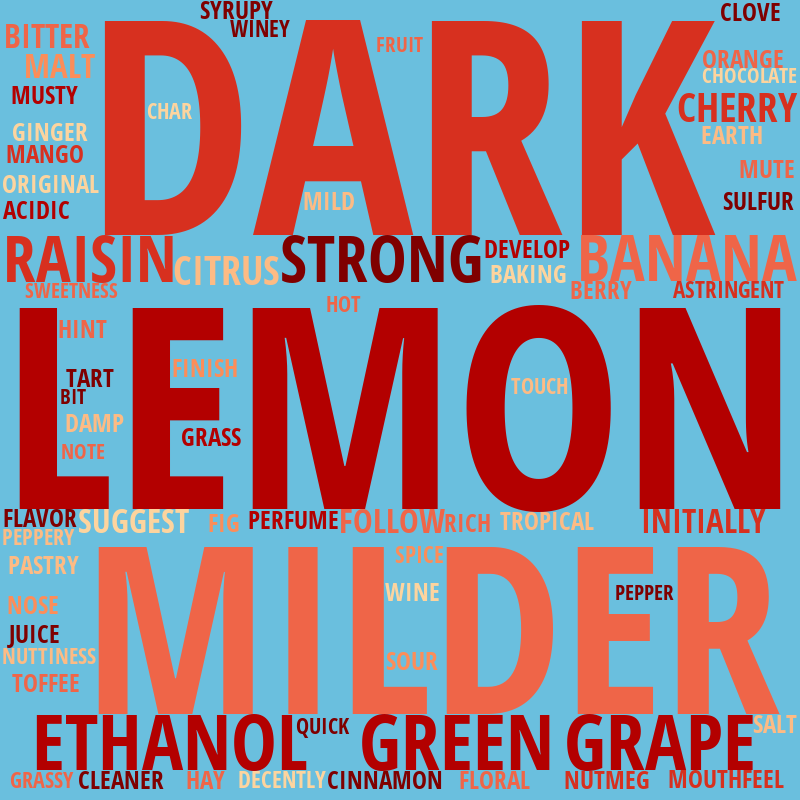 SYRUPY
CLOVE
WINEY
BITTER
FRUIT
DARK
MALT
ORANGE
CHOCOLATE
MUSTY
CHAR
CHERRY
GINGER
EARTH
MANGO
MUTE
ORIGINAL
MILD
SULFUR
ACIDIC
RAISIN
CITRUS
STRONG
DEVELOP
BANANA
BAKING
SWEETNESS
BERRY
ASTRINGENT
HOT
LEMON
HINT
FINISH
TART
TOUCH
BIT
DAMP
GRASS
NOTE
FLAVOR
SUGGEST
FIG
PERFUME
FOLLOW
RICH
TROPICAL
INITIALLY
PEPPERY
MILDER
SPICE
PASTRY
WINE
PEPPER
NOSE
JUICE
NUTTINESS
SOUR
TOFFEE
ETHANOL
QUICK
GREEN
GRAPE
SALT
GRASSY
CLEANER
HAY
DECENTLY
CINNAMON
FLORAL
NUTMEG
MOUTHFEEL